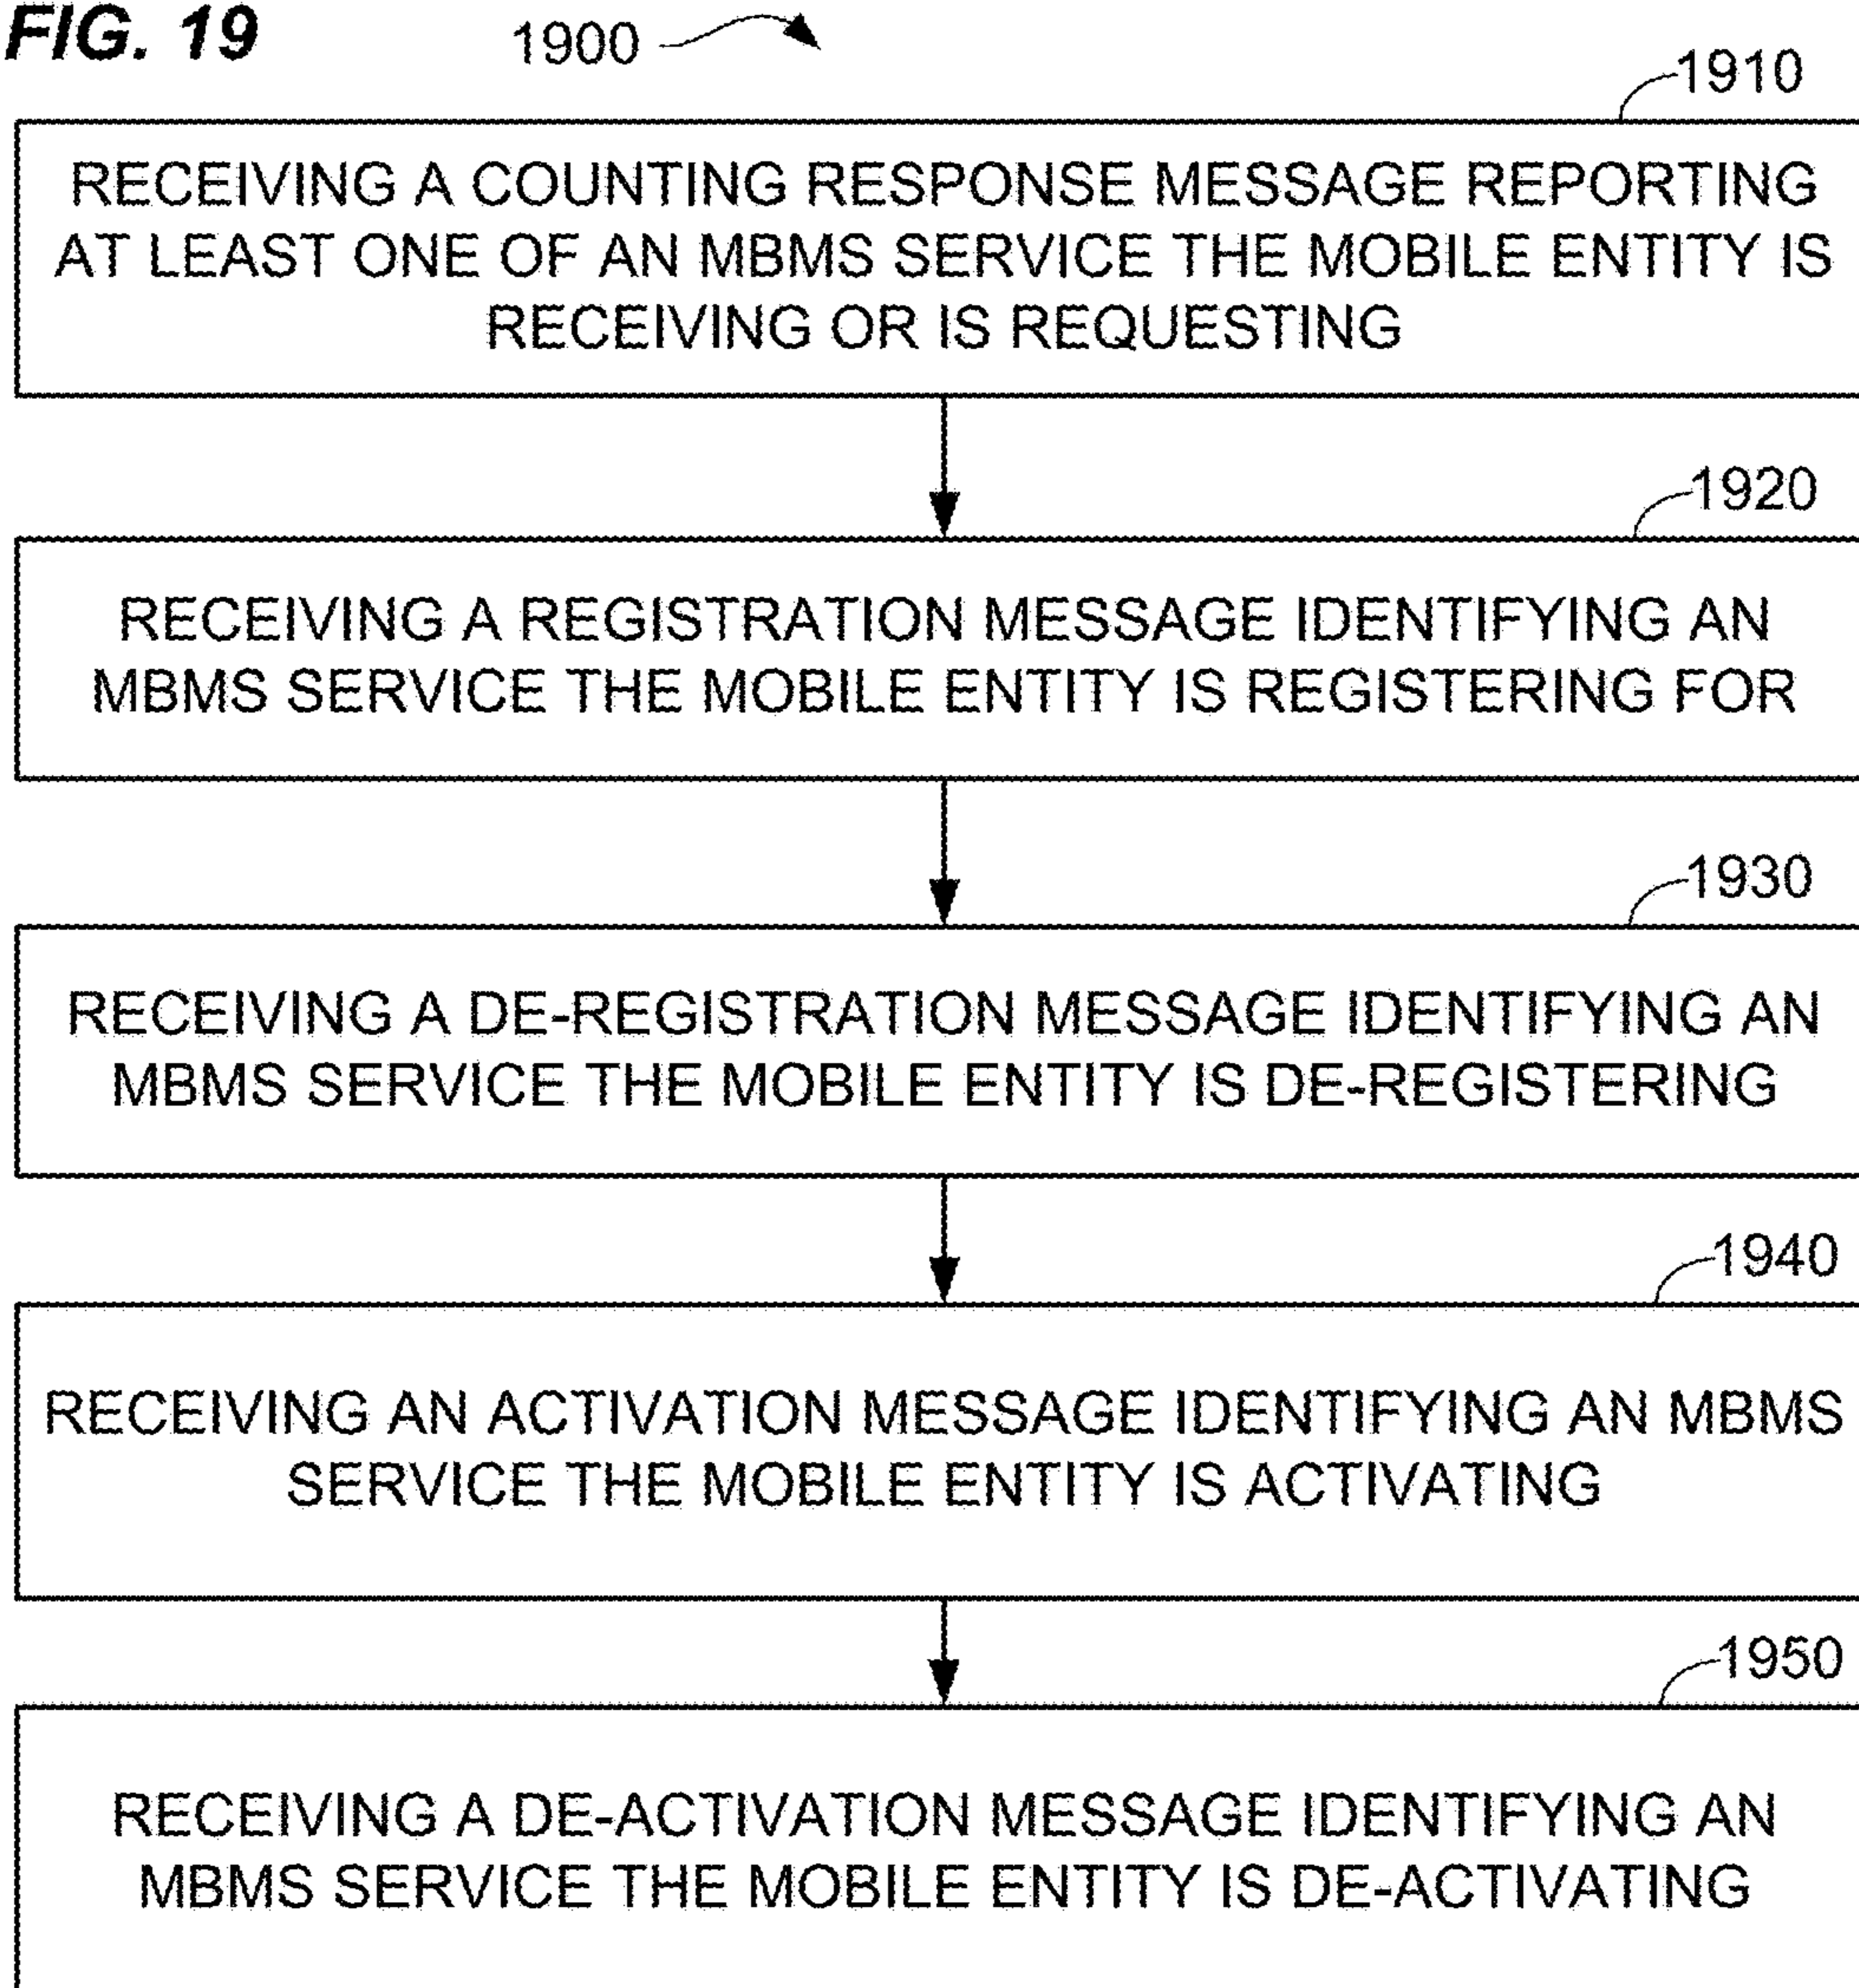 FIG. 19
1900
1910
RECEIVING A COUNTING RESPONSE MESSAGE REPORTING
AT LEAST ONE OF AN MBMS SERVICE THE MOBILE ENTITY IS
RECEIVING OR IS REQUESTING
1920
RECEIVING A REGISTRATION MESSAGE IDENTIFYING AN
MBMS SERVICE THE MOBILE ENTITY IS REGISTERING FOR
1930
RECEIVING A DE-REGISTRATION MESSAGE IDENTIFYING AN
MBMS SERVICE THE MOBILE ENTITY IS DE-REGISTERING
1940
RECEIVING AN ACTIVATION MESSAGE IDENTIFYING AN MBMS
SERVICE THE MOBILE ENTITY IS ACTIVATING
1950
RECEIVING A DE-ACTIVATION MESSAGE IDENTIFYING AN
MBMS SERVICE THE MOBILE ENTITY IS DE-ACTIVATING